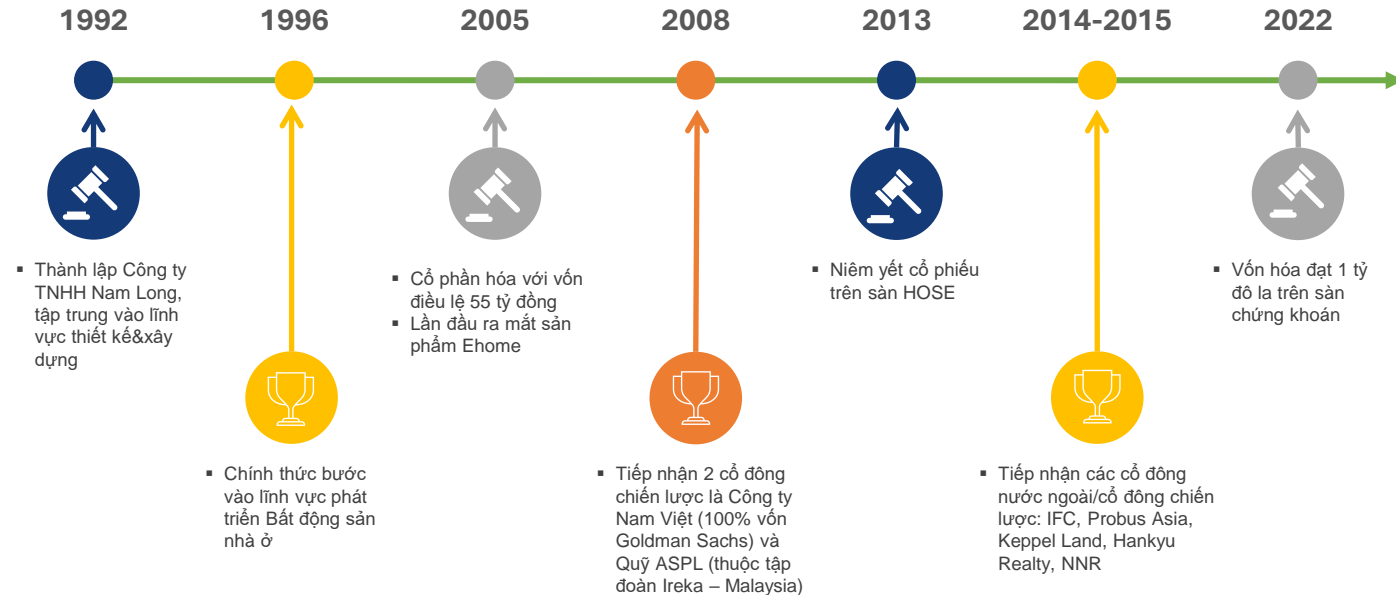 1992
1996
2005
2008
2013
2014-2015
2022
▪ Thành lập Công ty
TNHH Nam Long,
tập trung vào lĩnh
vực thiết kế&xây
dựng
▪ Chính thức bước
vào lĩnh vực phát
triển Bất động sản
nhà ở
▪ Cổ phần hóa với vốn
điều lệ 55 tỷ đồng
▪ Lần đầu ra mắt sản
phẩm Ehome
▪ Tiếp nhận 2 cổ đông
chiến lược là Công ty
Nam Việt (100% vốn
Goldman Sachs) và
Quỹ ASPL (thuộc tập
đoàn Ireka – Malaysia)
▪ Niêm yết cổ phiếu
trên sàn HOSE
▪ Tiếp nhận các cổ đông
nước ngoài/cổ đông chiến
lược: IFC, Probus Asia,
Keppel Land, Hankyu
Realty, NNR
▪ Vốn hóa đạt 1 tỷ
đô la trên sàn
chứng khoán